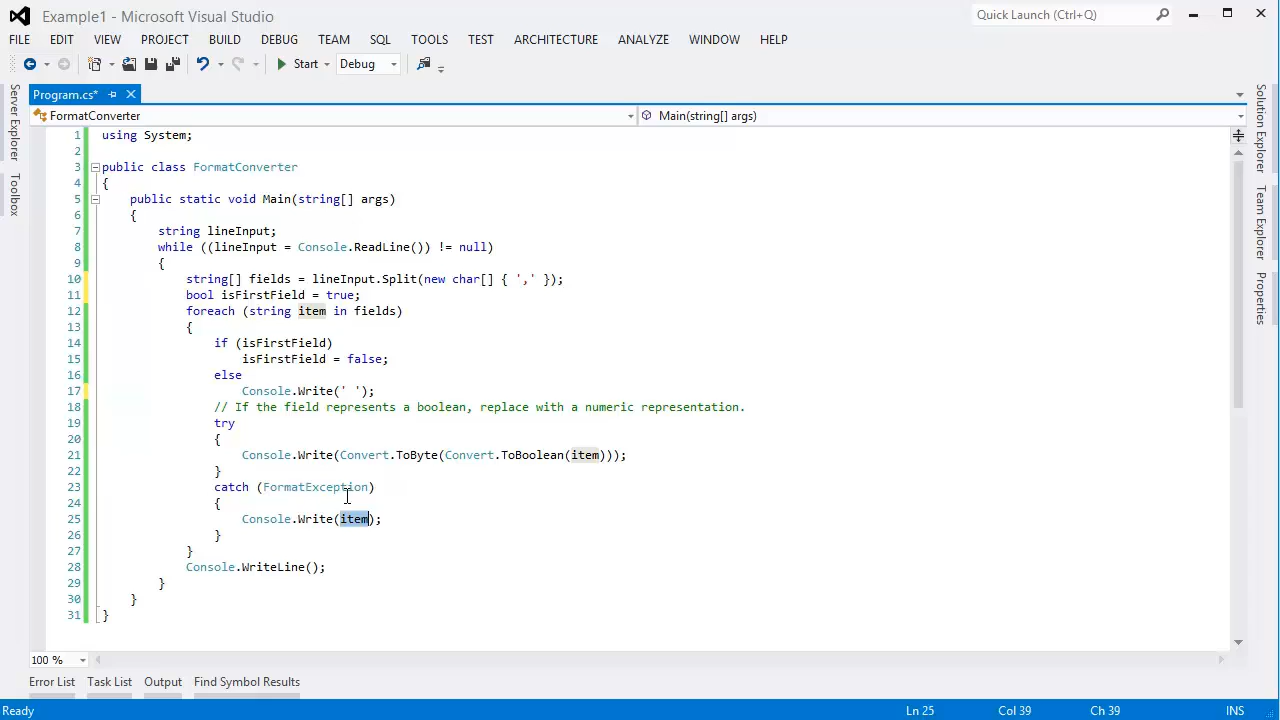 Example1 - Microsoft Visual Studio
Quick Launch (Ctrl+Q)
FILE EDIT VIEW PROJECT BUILD DEBUG TEAM SQL TOOLS TEST ARCHITECTURE ANALYZE WINDOW HELP
Start Debug
Program.cs*
FormatConverter Main(string[] args)
Server Explorer
Toolbox
1 using System;
2
3 public class FormatConverter
4 {
5 public static void Main(string[] args)
6 {
7 string lineInput;
8 while ((lineInput = Console.ReadLine()) != null)
9 {
10 string[] fields = lineInput.Split(new char[] { ',' });
11 bool isFirstField = true;
12 foreach (string item in fields)
13 {
14 if (isFirstField)
15 isFirstField = false;
16 else
17 Console.Write(' ');
18 // If the field represents a boolean, replace with a numeric representation.
19 try
20 {
21 Console.Write(Convert.ToByte(Convert.ToBoolean(item)));
22 }
23 catch (FormatException)
24 {
25 Console.Write(item);
26 }
27 }
28 Console.WriteLine();
29 }
30 }
31 }
Solution Explorer
Team Explorer
Properties
100 %
Error List Task List Output Find Symbol Results
Ready Ln 25 Col 39 Ch 39 INS